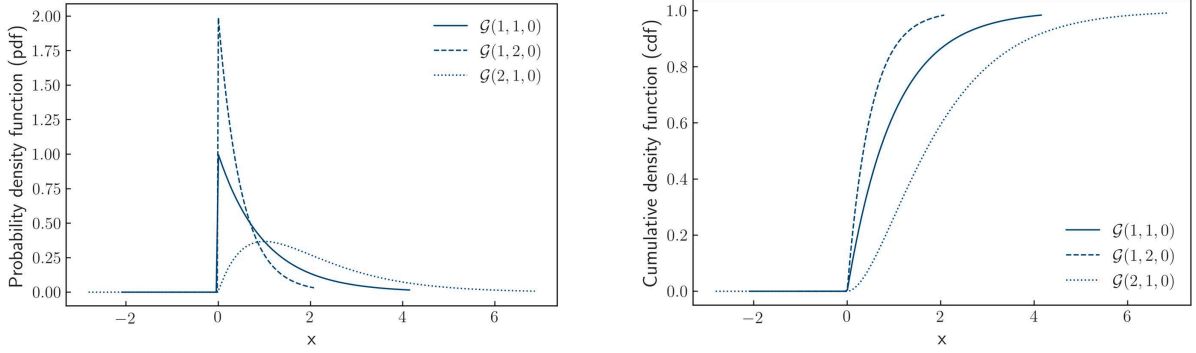 Probability density function (pdf)
2.00
1.75
1.50
1.25
1.00
0.75
0.50
0.25
0.00
−2
0
2
4
6
x
𝒢(1, 1, 0)
𝒢(1, 2, 0)
𝒢(2, 1, 0)
Cumulative density function (cdf)
1.0
0.8
0.6
0.4
0.2
0.0
−2
0
2
4
6
x
𝒢(1, 1, 0)
𝒢(1, 2, 0)
𝒢(2, 1, 0)